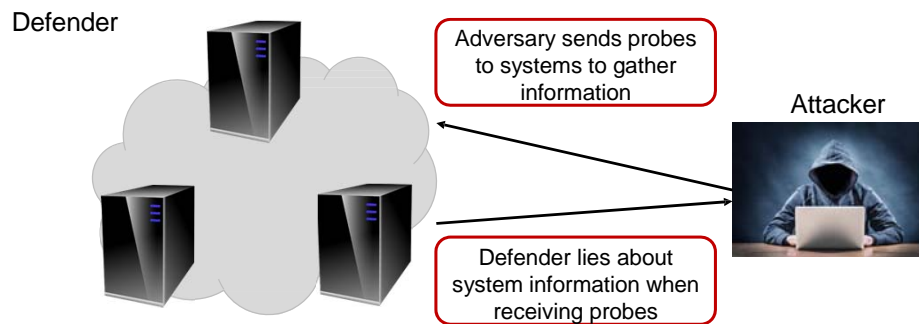 Defender
Adversary sends probes
to systems to gather
information
Attacker
Defender lies about
system information when
receiving probes